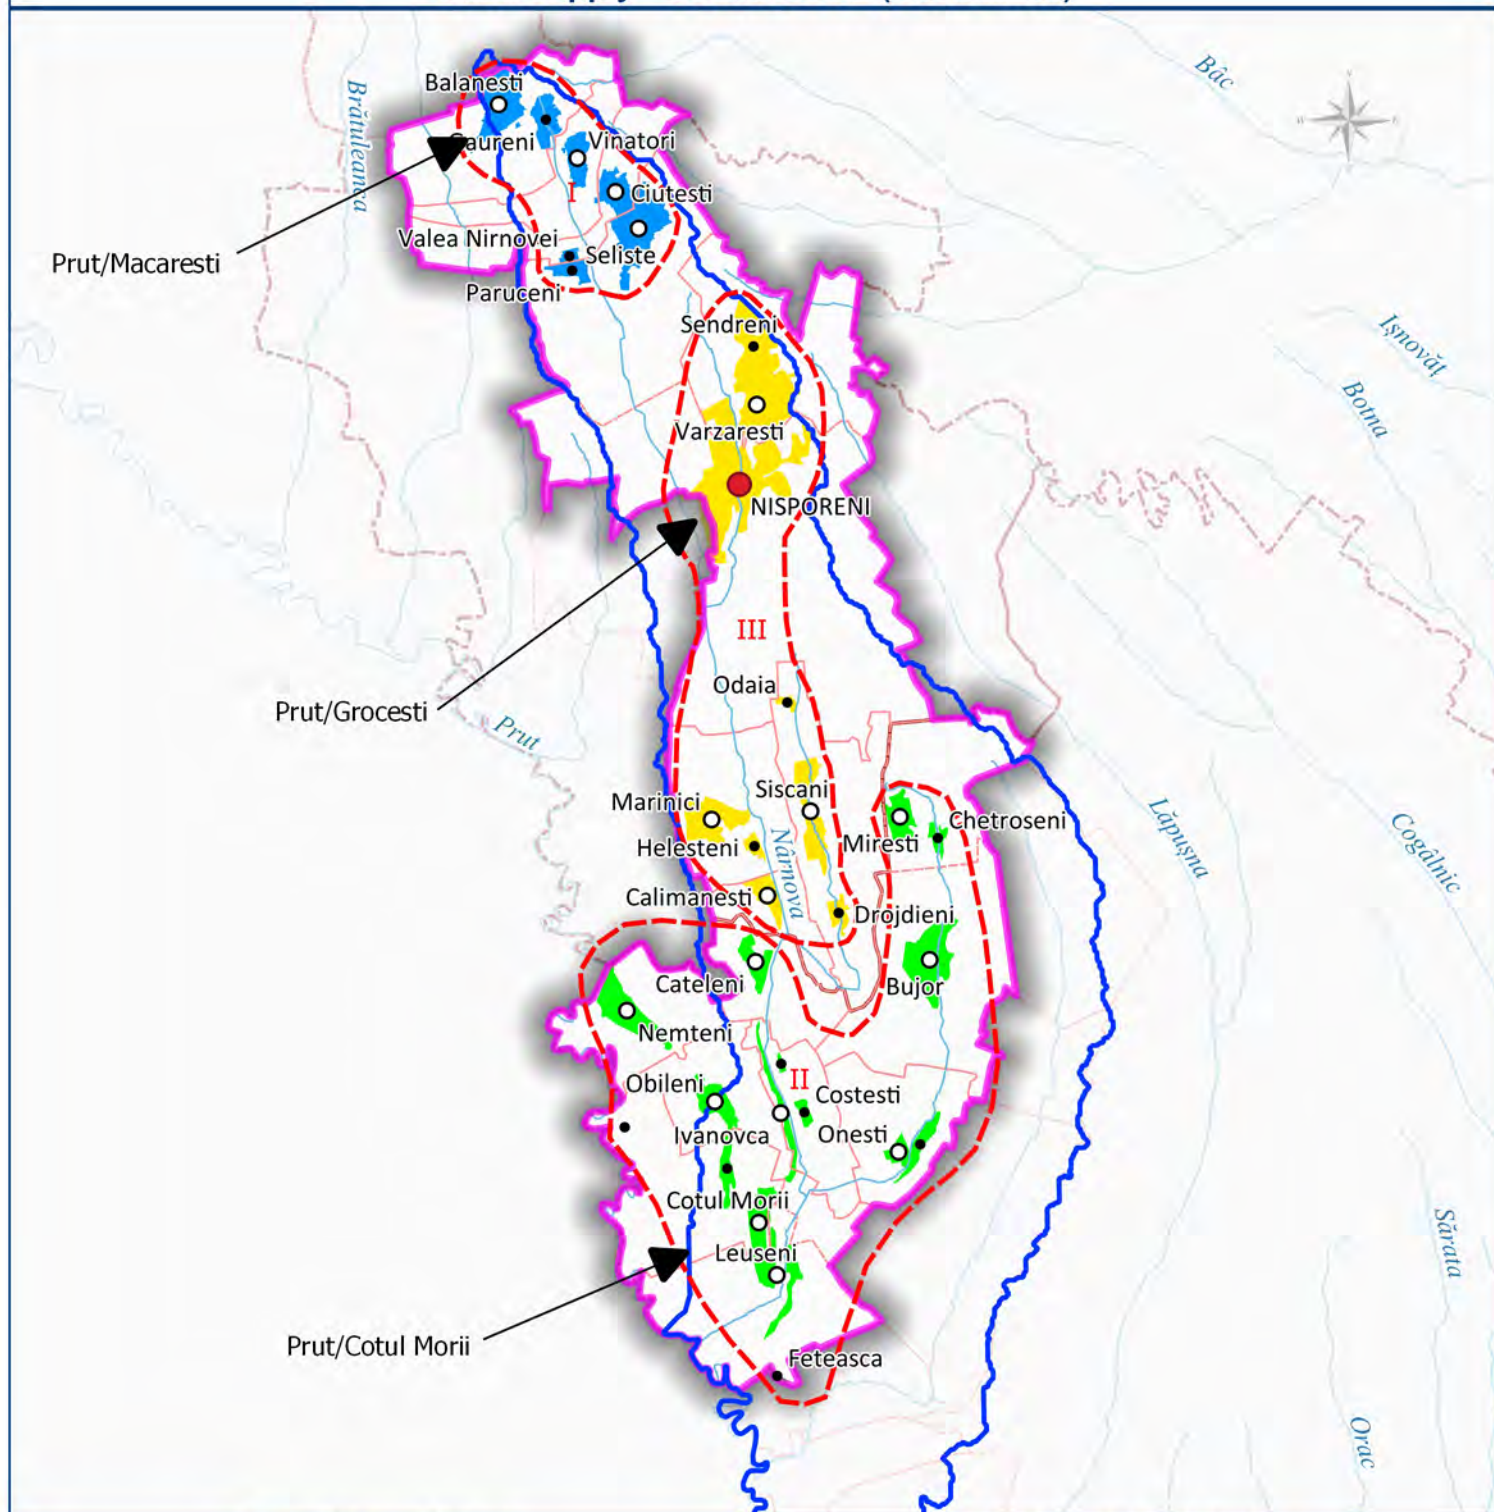 Bâc
Balanesti
Brătuleanca
Gaureni
Vinatori
I
Ciutesti
Valea Nirnovei
Seliste
Prut/Macaresti
Paruceni
Sendreni
Işnovăț
Botna
Varzaresti
NISPORENI
III
Odaia
Prut/Grocesti
Prut
Siscani
Marinici
Lăpușna
Chetroseni
Miresti
Helesteni
Nârnova
Cogâlnic
Calimanesti
Drojdieni
Cateleni
Bujor
Nemteni
II
Obileni
Costesti
Ivanovca
Onesti
Cotul Morii
Sărata
Leuseni
Prut/Cotul Morii
Feteasca
Orac